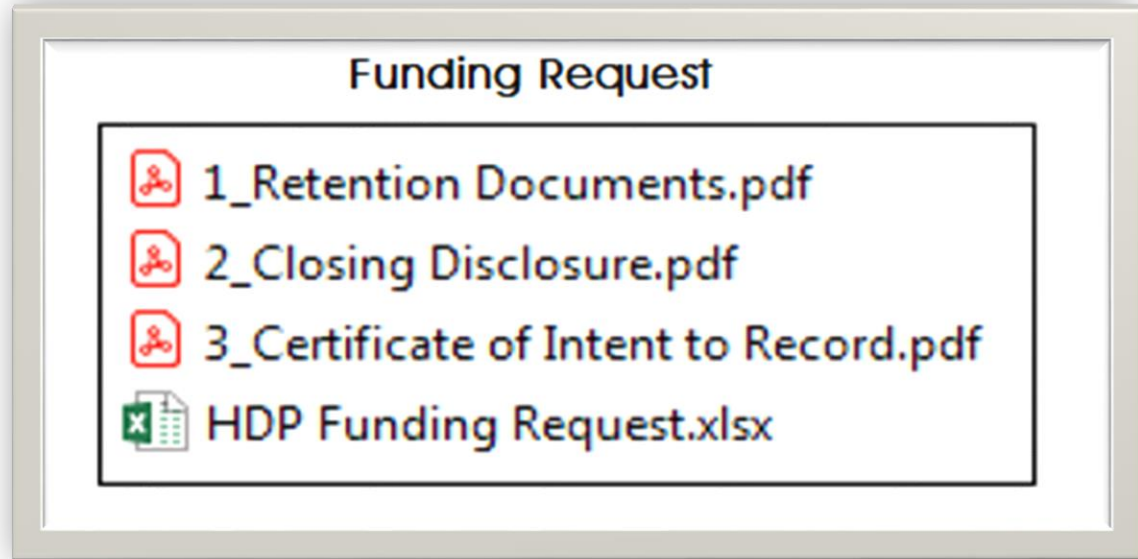 Funding Request
1_Retention Documents.pdf
2_Closing Disclosure.pdf
3_Certificate of Intent to Record.pdf
HDP Funding Request.xlsx